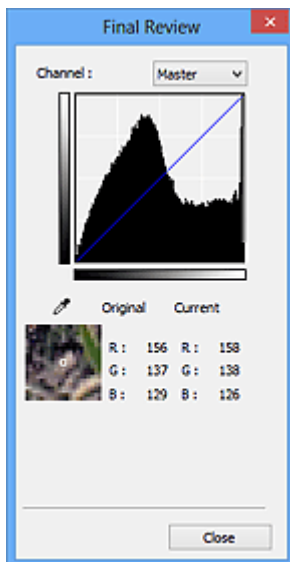 Final Review
Channel : Master
Original Current
R : 156 R : 158
G : 137 G : 138
B : 129 B : 126
Close